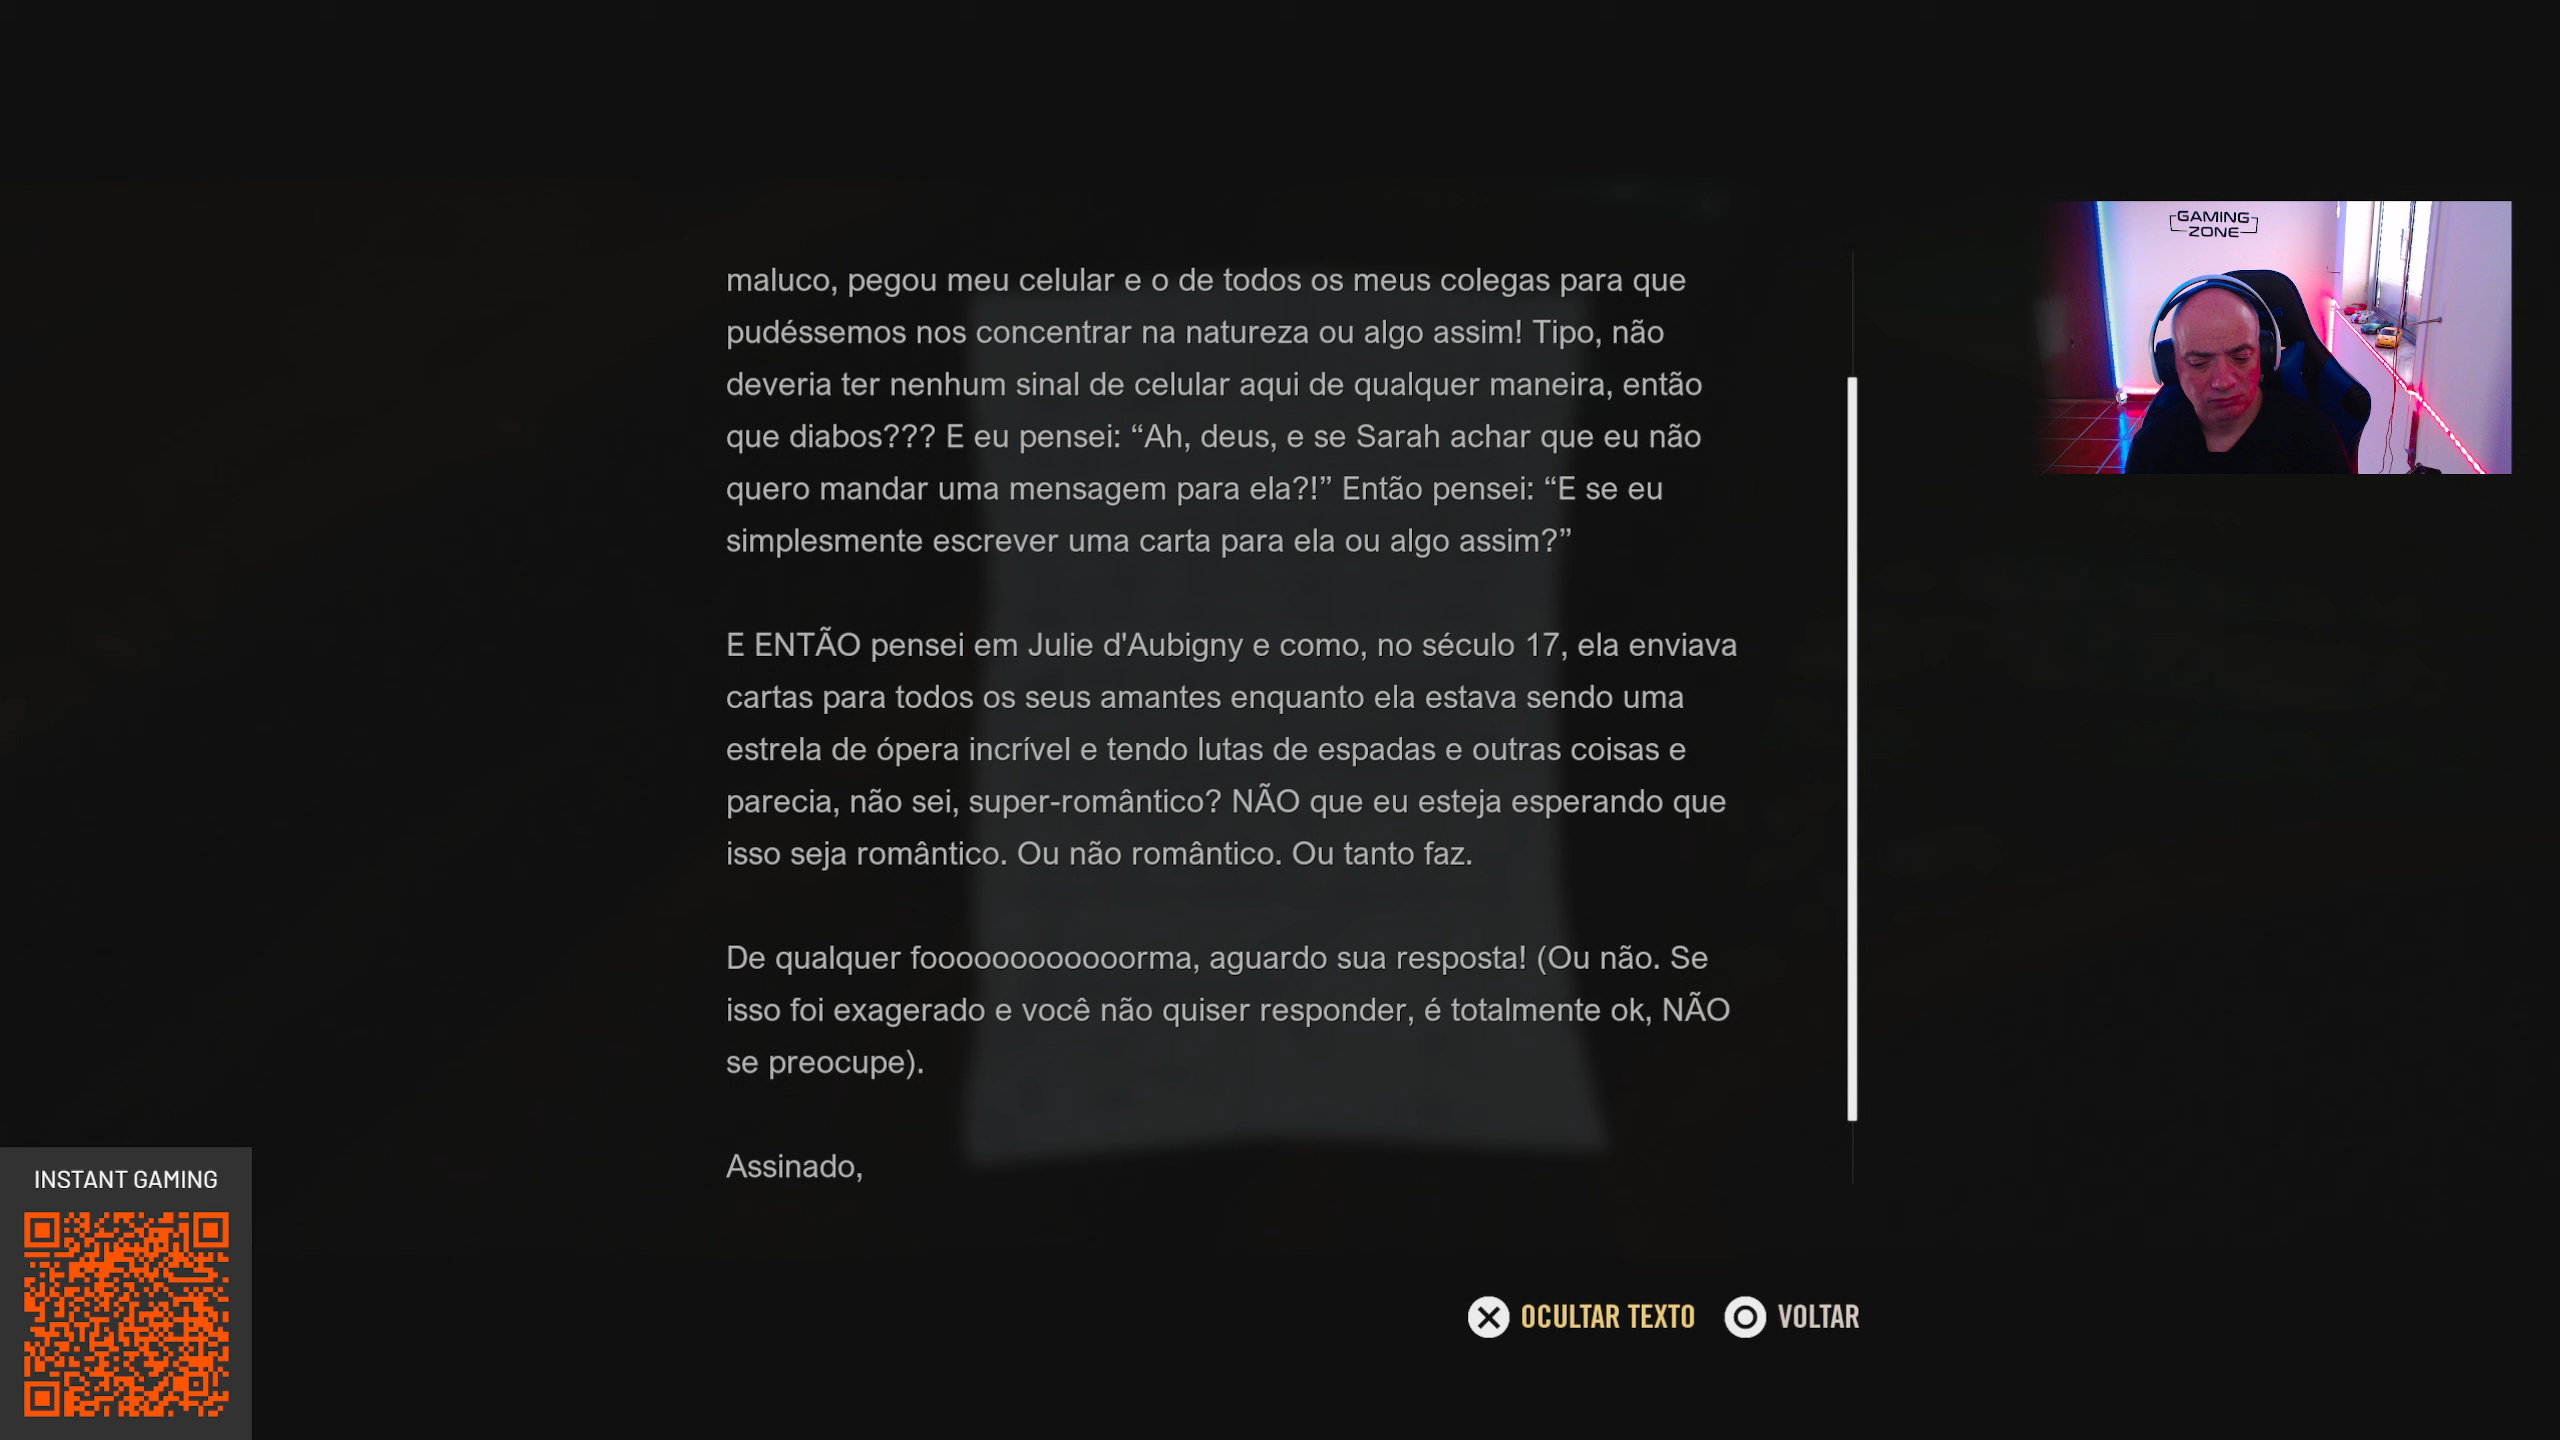 GAMING
ZONE
maluco, pegou meu celular e o de todos os meus colegas para que
pudéssemos nos concentrar na natureza ou algo assim! Tipo, não
deveria ter nenhum sinal de celular aqui de qualquer maneira, então
que diabos??? E eu pensei: “Ah, deus, e se Sarah achar que eu não
quero mandar uma mensagem para ela?!” Então pensei: “E se eu
simplesmente escrever uma carta para ela ou algo assim?”
E ENTÃO pensei em Julie d'Aubigny e como, no século 17, ela enviava
cartas para todos os seus amantes enquanto ela estava sendo uma
estrela de ópera incrível e tendo lutas de espadas e outras coisas e
parecia, não sei, super-romântico? NÃO que eu esteja esperando que
isso seja romântico. Ou não romântico. Ou tanto faz.
De qualquer foooooooooooorma, aguardo sua resposta! (Ou não. Se
isso foi exagerado e você não quiser responder, é totalmente ok, NÃO
se preocupe).
Assinado,
INSTANT GAMING
OCULTAR TEXTO
VOLTAR